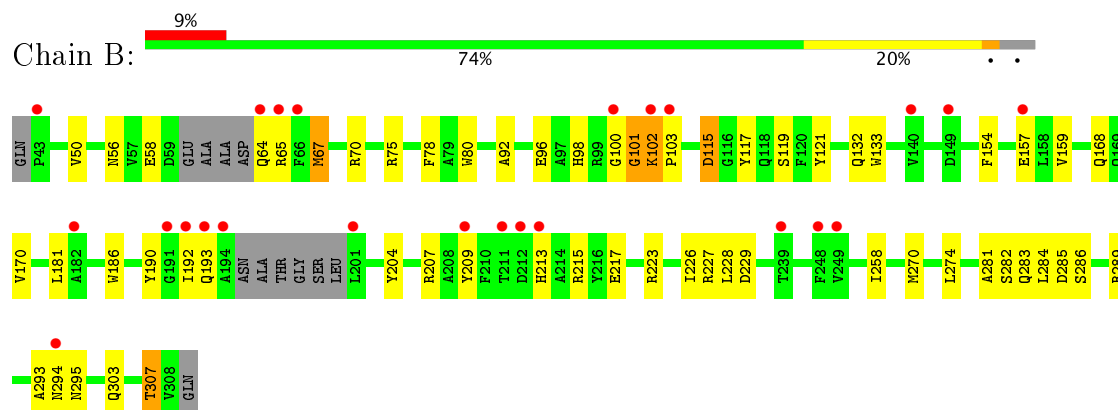 9%
Chain B:
74% 20% • •
GLN P43 V50 N56 V57 E58 D59 GLU ALA ALA ASP Q64 R65 F66 M67 R70 R75 F78 A79 W80 A92 E96 A97 H98 R99 G100 G101 K102 P103 D115 G116 Y117 Q118 S119 F120 Y121 Q132 W133 V140 D149 F154 E157 L158 V159 Q168 Q169
V170 L181 A182 W186 Y190 G191 I192 Q193 A194 ASN ALA THR GLY SER LEU L201 Y204 R207 A208 Y209 F210 T211 D212 H213 A214 R215 Y216 E217 R223 I226 R227 L228 D229 T239 F248 V249 I258 M270 L274 A281 S282 Q283 L284 D285 S286
A293 N294 N295 Q303 T307 V308 GLN